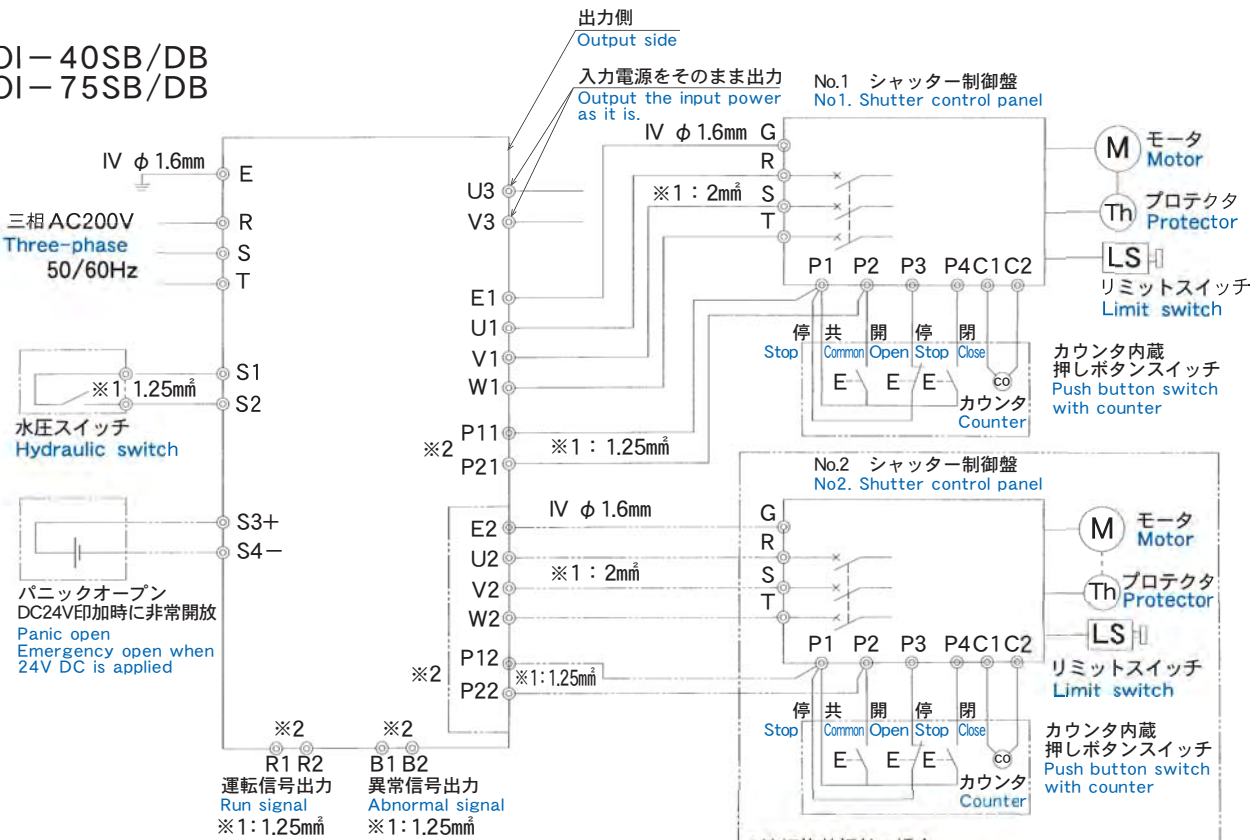 DI－40SB/DB
DI－75SB/DB
出力側
Output side
入力電源をそのまま出力
Output the input power
as it is.
IV φ1.6mm
E
三相AC200V
Three-phase
50/60Hz
R
S
T
※1 1.25mm²
S1
S2
水圧スイッチ
Hydraulic switch
S3+
S4－
パニックオープン
DC24V印加時に非常開放
Panic open
Emergency open when
24V DC is applied
U3
V3
E1
U1
V1
W1
P11
※2
P21
E2
U2
V2
W2
P12
※2
P22
※2
R1 R2
運転信号出力
Run signal
※1：1.25mm²
※2
B1 B2
異常信号出力
Abnormal signal
※1：1.25mm²
No.1 シャッター制御盤
No1. Shutter control panel
IV φ1.6mm
G
R
※1：2mm²
S
T
※1：1.25mm²
P1 P2 P3 P4 C1 C2
停 共 開 停 閉
Stop Common Open Stop Close
E E E
CO
カウンタ
Counter
M
モータ
Motor
Th
プロテクタ
Protector
LS
リミットスイッチ
Limit switch
カウンタ内蔵
押しボタンスイッチ
Push button switch
with counter
No.2 シャッター制御盤
No2. Shutter control panel
IV φ1.6mm
G
R
※1：2mm²
S
T
※1:1.25mm²
P1 P2 P3 P4 C1 C2
停 共 開 停 閉
Stop Common Open Stop Close
E E E
CO
カウンタ
Counter
M
モータ
Motor
Th
プロテクタ
Protector
LS
リミットスイッチ
Limit switch
カウンタ内蔵
押しボタンスイッチ
Push button switch
with counter